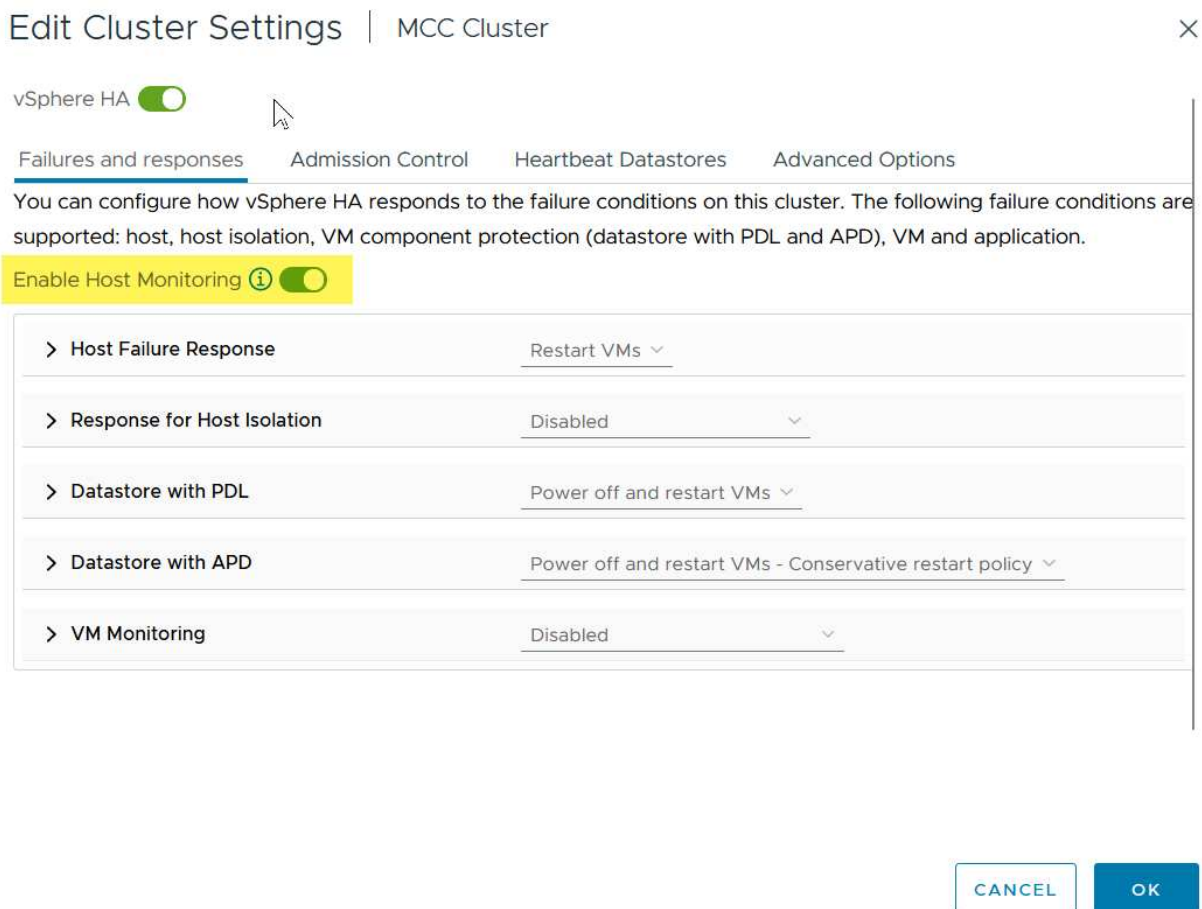 Edit Cluster Settings | MCC Cluster
vSphere HA
Failures and responses Admission Control Heartbeat Datastores Advanced Options
You can configure how vSphere HA responds to the failure conditions on this cluster. The following failure conditions are
supported: host, host isolation, VM component protection (datastore with PDL and APD), VM and application.
Enable Host Monitoring
Host Failure Response Restart VMs
Response for Host Isolation Disabled
Datastore with PDL Power off and restart VMs
Datastore with APD Power off and restart VMs - Conservative restart policy
VM Monitoring Disabled
CANCEL OK